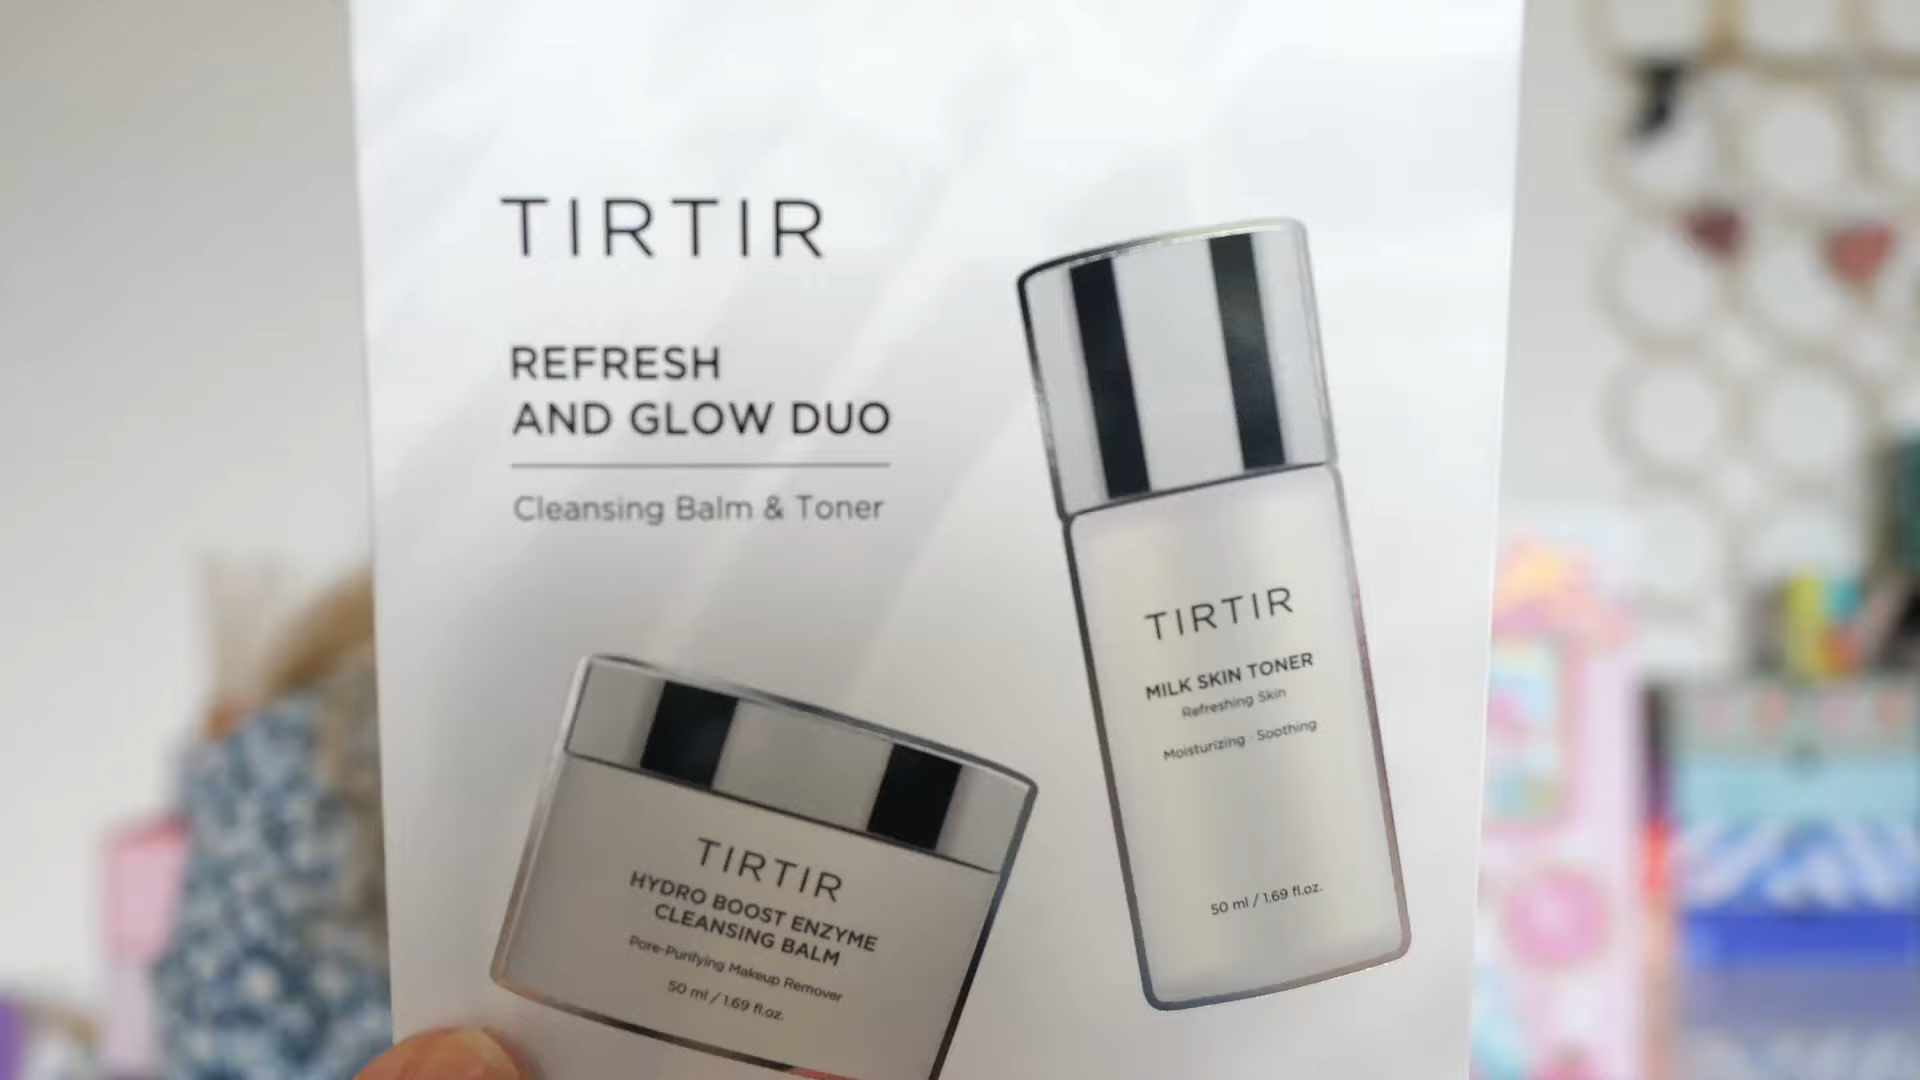 TIRTIR
REFRESH
AND GLOW DUO
Cleansing Balm & Toner
TIRTIR
MILK SKIN TONER
Refreshing Skin
Moisturizing · Soothing
50 ml / 1.69 fl.oz.
TIRTIR
HYDRO BOOST ENZYME
CLEANSING BALM
Pore-Purifying Makeup Remover
50 ml / 1.69 fl.oz.